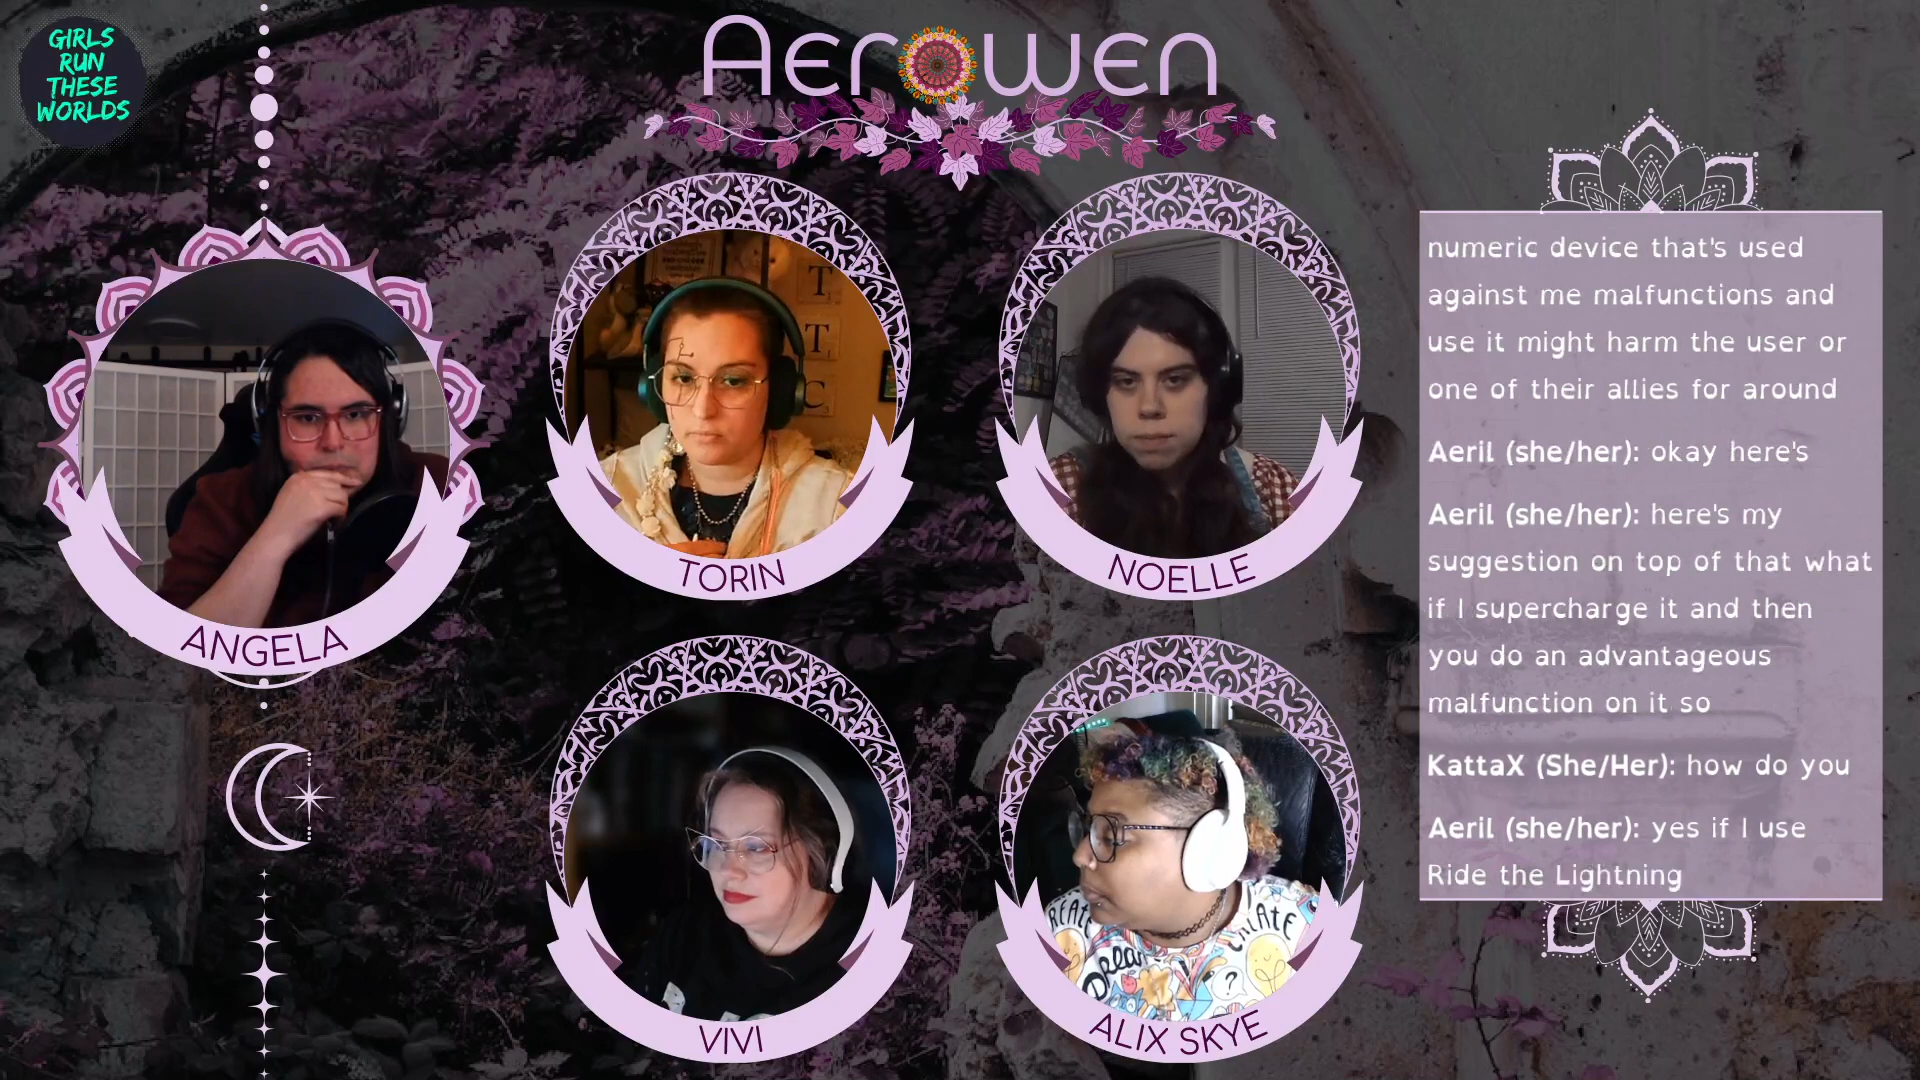 GIRLS
RUN
THESE
WORLDS
AEROWEN
T
T
C
ANGELA
TORIN
NOELLE
VIVI
CREATE
CREATE
Dream
?
ALIX SKYE
numeric device that's used
against me malfunctions and
use it might harm the user or
one of their allies for around
Aeril (she/her): okay here's
Aeril (she/her): here's my
suggestion on top of that what
if I supercharge it and then
you do an advantageous
malfunction on it so
KattaX (She/Her): how do you
Aeril (she/her): yes if I use
Ride the Lightning